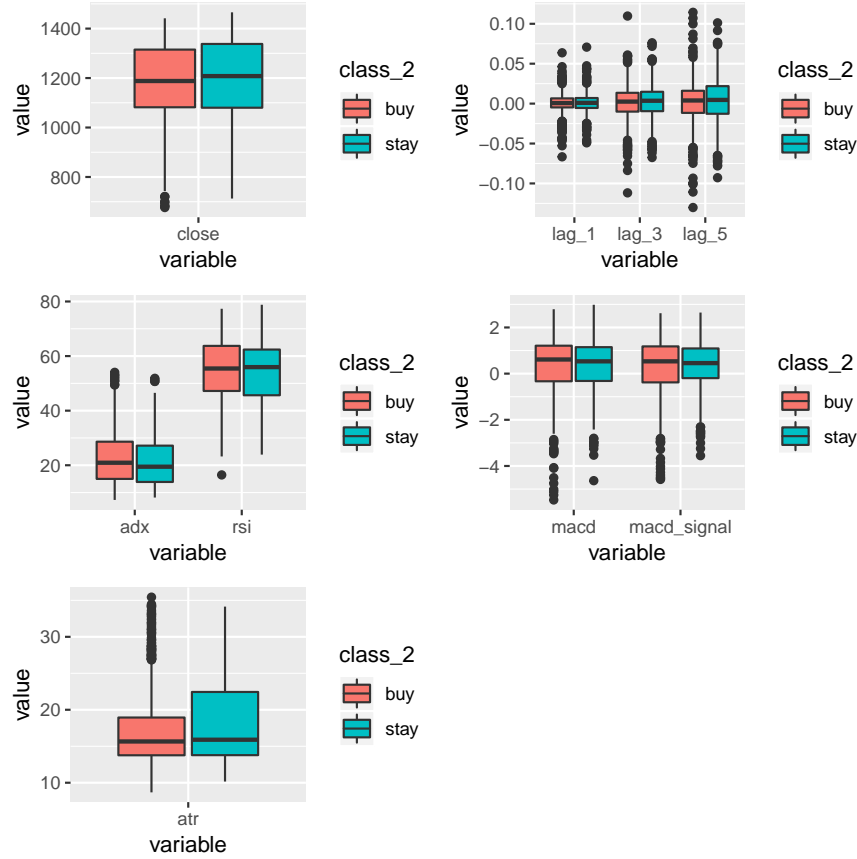 1400
1200
1000
800
value
close
variable
class_2
buy
stay
0.10
0.05
0.00
−0.05
−0.10
value
lag_1 lag_3 lag_5
variable
class_2
buy
stay
80
60
40
20
value
adx rsi
variable
class_2
buy
stay
2
0
−2
−4
value
macd macd_signal
variable
class_2
buy
stay
30
20
10
value
atr
variable
class_2
buy
stay